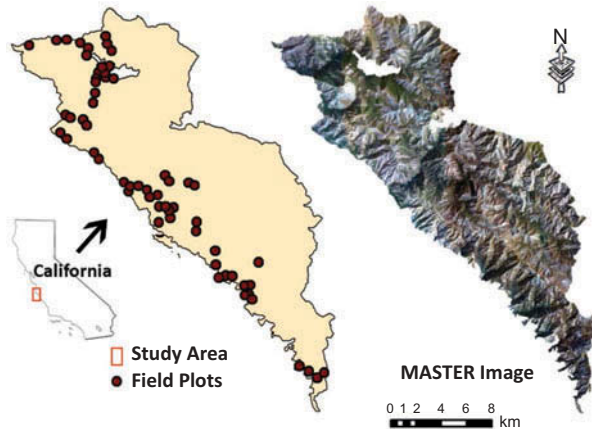 N
California
Study Area
Field Plots
MASTER Image
0 1 2 4 6 8
km